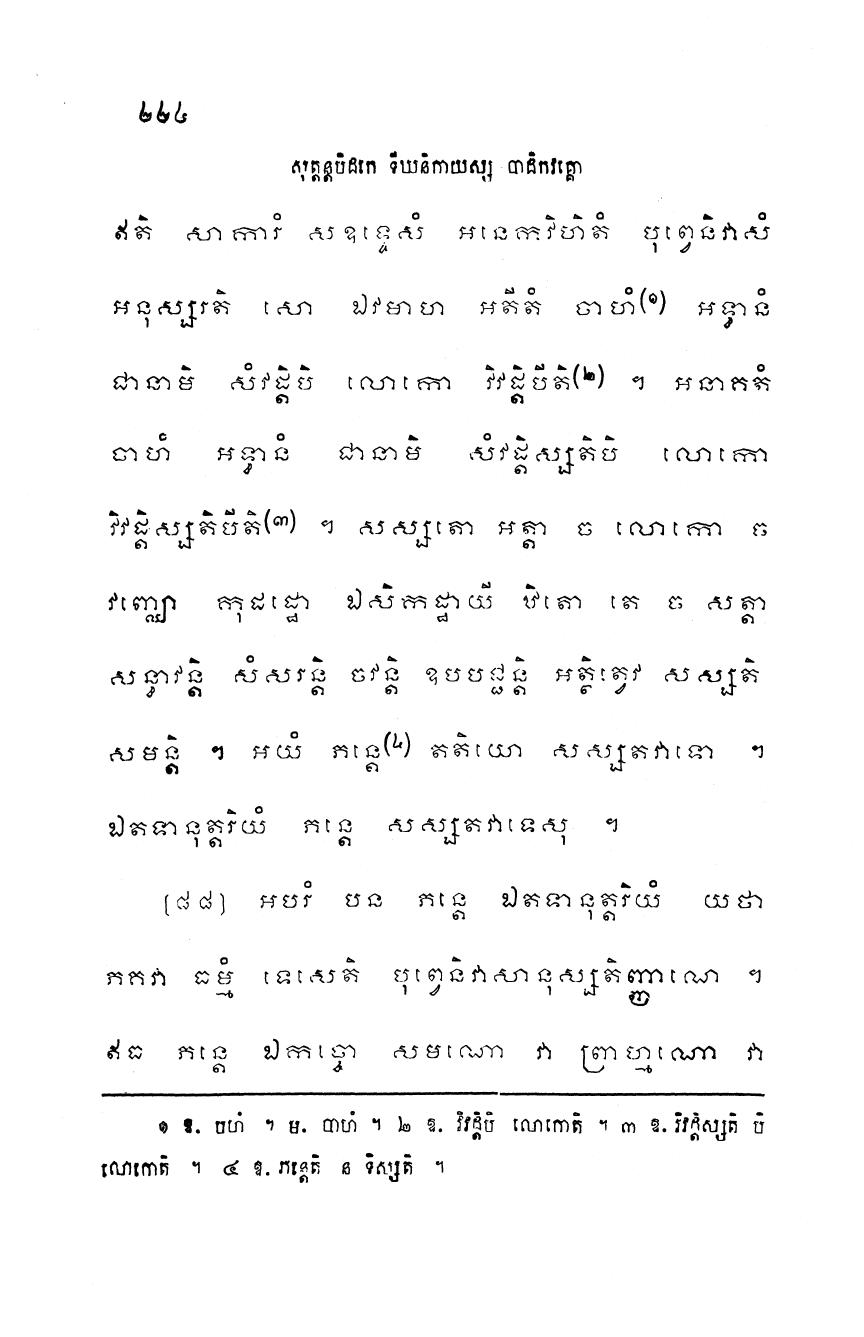 ២២៤
សុត្តន្តបិដកេ ទីឃនិកាយស្ស បាដិកវគ្គោ
ឥតិ សាការំ សឧទ្ទេសំ អនេកវិហិតំ បុព្វេនិវាសំ
អនុស្សរតិ សោ ឯវមាហ អតីតំ ចាហំ(១) អទ្ធានំ
ជានាមិ សំវដ្តិបិ លោកោ វិវដ្តិបីតិ(២) ។ អនាគតំ
ចាហំ អទ្ធានំ ជានាមិ សំវដ្តិស្សតិបិ លោកោ
វិវដ្តិស្សតិបីតិ(៣) ។ សស្សតោ អត្តា ច លោកោ ច
វញ្ឈោ កុដដ្ឋោ ឯសិកដ្ឋាយី ឋិតោ តេ ច សត្តា
សន្ធាវន្តិ សំសរន្តិ ចវន្តិ ឧបបជ្ជន្តិ អត្ថិត្វេវ សស្សតិ
សមន្តិ ។ អយំ ភន្តេ(៤) តតិយោ សស្សតវាទោ ។
ឯតទានុត្តរិយំ ភន្តេ សស្សតវាទេសុ ។
[៨៨] អបរំ បន ភន្តេ ឯតទានុត្តរិយំ យថា
ភគវា ធម្មំ ទេសេតិ បុព្វេនិវាសានុស្សតិញ្ញាណេ ។
ឥធ ភន្តេ ឯកច្ចោ សមណោ វា ព្រាហ្មណោ វា
១ ឱ. បហំ ។ ម. បាហំ ។ ២ ឱ. វិវដ្តិបិ លោកោតិ ។ ៣ ឱ. វិវដ្តិស្សតិ បិ
លោកោតិ ។ ៤ ឱ. ភន្តេតិ ន ទិស្សតិ ។